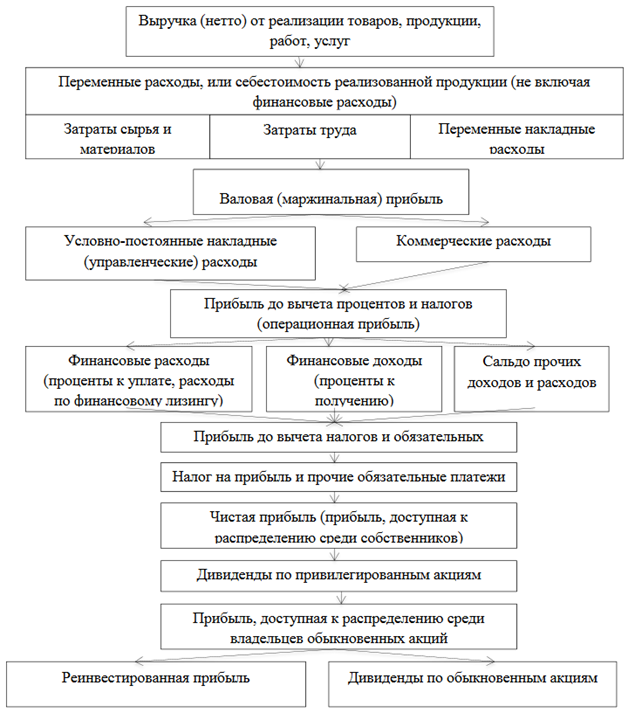 Выручка (нетто) от реализации товаров, продукции,
работ, услуг
Переменные расходы, или себестоимость реализованной продукции (не включая
финансовые расходы)
Затраты сырья и
материалов
Затраты труда
Переменные накладные
расходы
Валовая (маржинальная) прибыль
Условно-постоянные накладные
(управленческие) расходы
Коммерческие расходы
Прибыль до вычета процентов и налогов
(операционная прибыль)
Финансовые расходы
(проценты к уплате, расходы
по финансовому лизингу)
Финансовые доходы
(проценты к
получению)
Сальдо прочих
доходов и расходов
Прибыль до вычета налогов и обязательных
Налог на прибыль и прочие обязательные платежи
Чистая прибыль (прибыль, доступная к
распределению среди собственников)
Дивиденды по привилегированным акциям
Прибыль, доступная к распределению среди
владельцев обыкновенных акций
Реинвестированная прибыль
Дивиденды по обыкновенным акциям